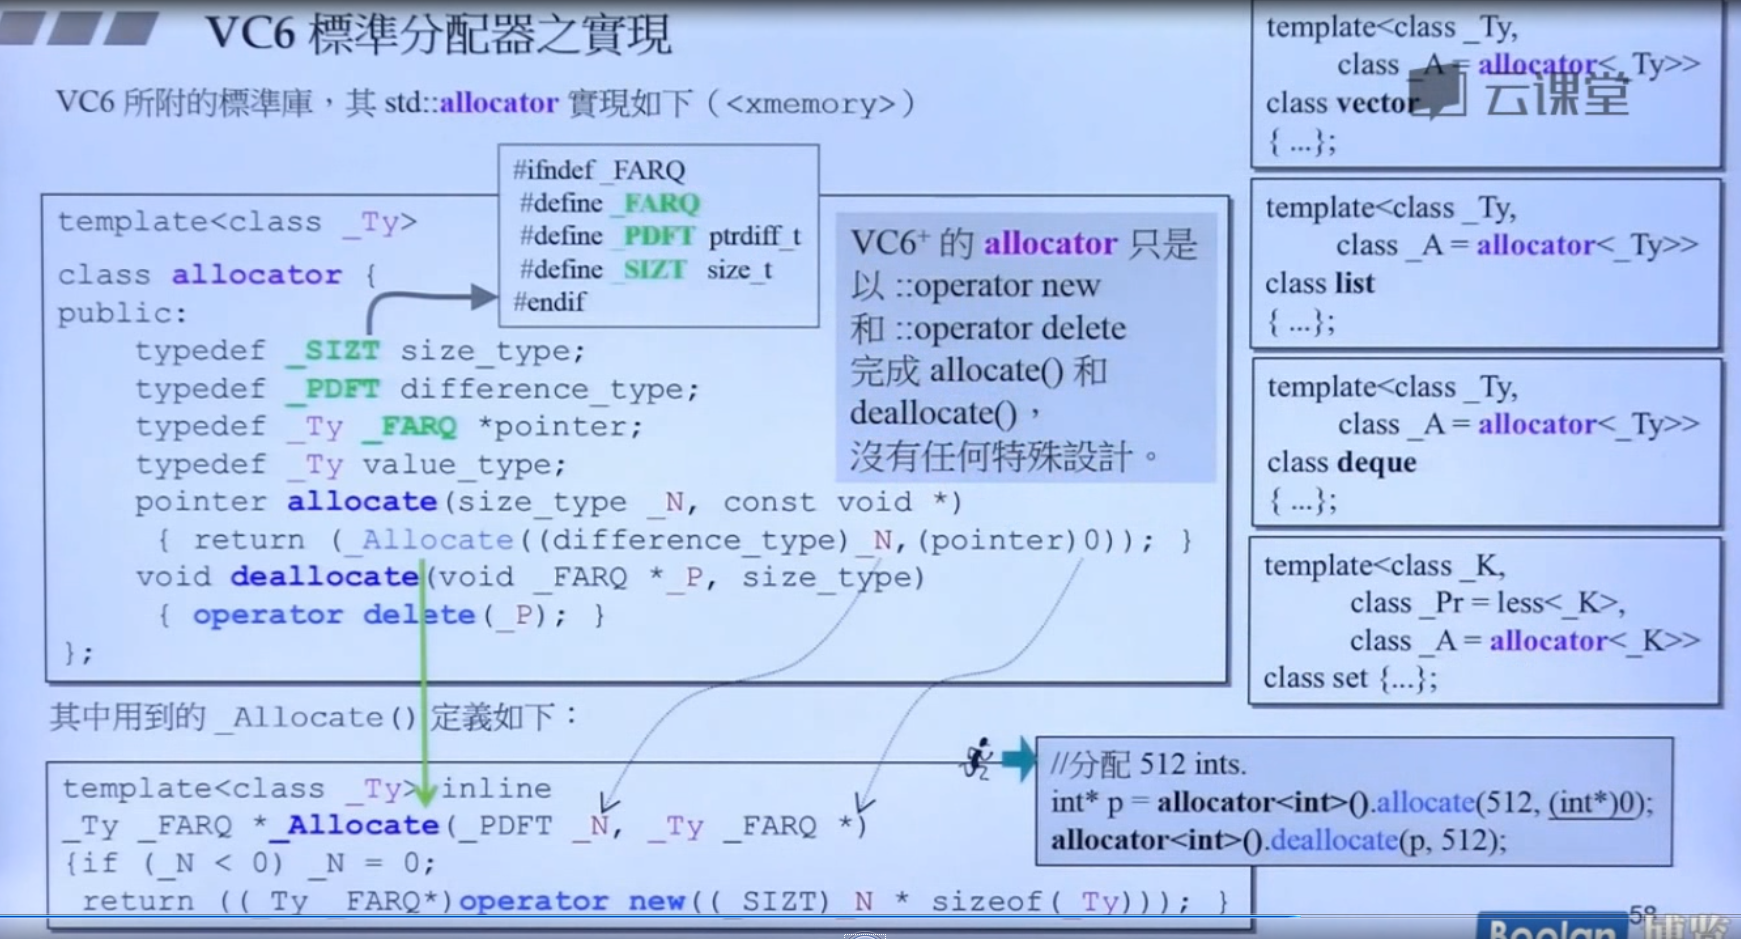 VC6 標準分配器之實現
VC6 所附的標準庫，其 std::allocator 實現如下（<xmemory>）
#ifndef _FARQ
#define _FARQ
#define _PDFT ptrdiff_t
#define _SIZT size_t
#endif
template<class _Ty>
class allocator {
public:
typedef _SIZT size_type;
typedef _PDFT difference_type;
typedef _Ty _FARQ *pointer;
typedef _Ty value_type;
pointer allocate(size_type _N, const void *)
{ return (_Allocate((difference_type)_N,(pointer)0)); }
void deallocate(void _FARQ *_P, size_type)
{ operator delete(_P); }
};
VC6+ 的 allocator 只是
以 ::operator new
和 ::operator delete
完成 allocate() 和
deallocate()，
沒有任何特殊設計。
其中用到的 _Allocate() 定義如下：
template<class _Ty> inline
_Ty _FARQ *_Allocate(_PDFT _N, _Ty _FARQ *)
{if (_N < 0) _N = 0;
return ((_Ty _FARQ*)operator new((_SIZT)_N * sizeof(_Ty))); }
template<class _Ty,
class _A = allocator<_Ty>>
class vector
{ ...};
云课堂
template<class _Ty,
class _A = allocator<_Ty>>
class list
{ ...};
template<class _Ty,
class _A = allocator<_Ty>>
class deque
{ ...};
template<class _K,
class _Pr = less<_K>,
class _A = allocator<_K>>
class set {...};
//分配 512 ints.
int* p = allocator<int>().allocate(512, (int*)0);
allocator<int>().deallocate(p, 512);
58
Boolan